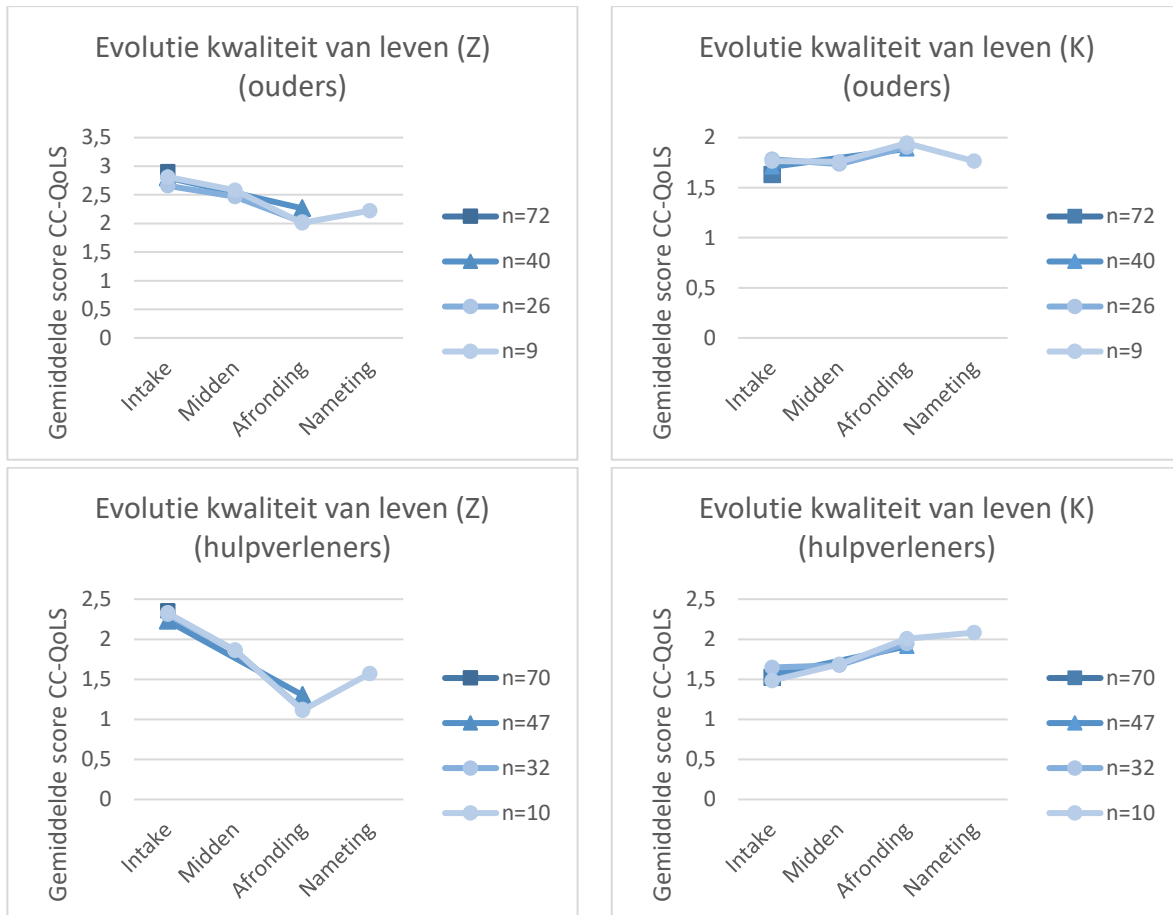 Evolutie kwaliteit van leven (Z)
(ouders)
Gemiddelde score CC-QoLS
3,5
3
2,5
2
1,5
1
0,5
0
Intake
Midden
Afronding
Nameting
n=72
n=40
n=26
n=9
Evolutie kwaliteit van leven (K)
(ouders)
Gemiddelde score CC-QoLS
2
1,5
1
0,5
0
Intake
Midden
Afronding
Nameting
n=72
n=40
n=26
n=9
Evolutie kwaliteit van leven (Z)
(hulpverleners)
Gemiddelde score CC-QoLS
2,5
2
1,5
1
0,5
0
Intake
Midden
Afronding
Nameting
n=70
n=47
n=32
n=10
Evolutie kwaliteit van leven (K)
(hulpverleners)
Gemiddelde score CC-QoLS
2,5
2
1,5
1
0,5
0
Intake
Midden
Afronding
Nameting
n=70
n=47
n=32
n=10